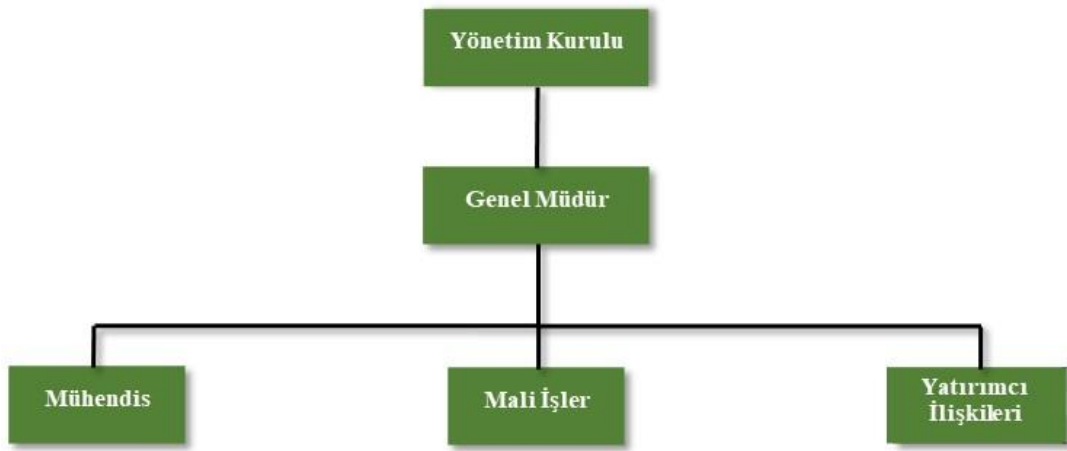 Yönetim Kurulu
Genel Müdür
Mühendis
Mali İşler
Yatırımcı
İlişkileri